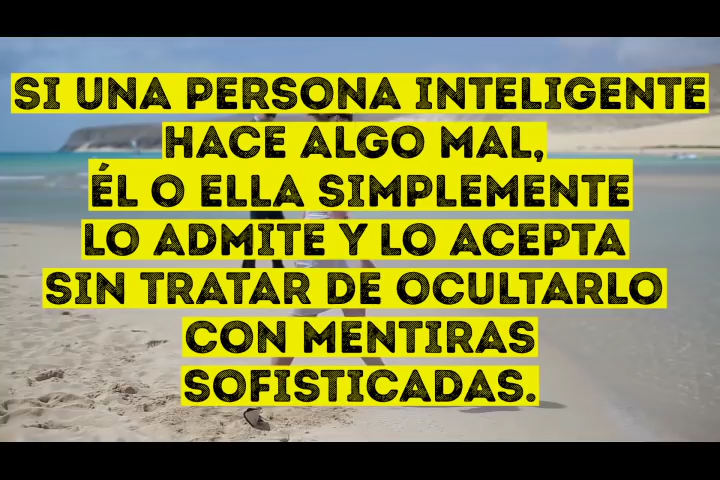 SI UNA PERSONA INTELIGENTE
HACE ALGO MAL,
ÉL O ELLA SIMPLEMENTE
LO ADMITE Y LO ACEPTA
SIN TRATAR DE OCULTARLO
CON MENTIRAS
SOFISTICADAS.